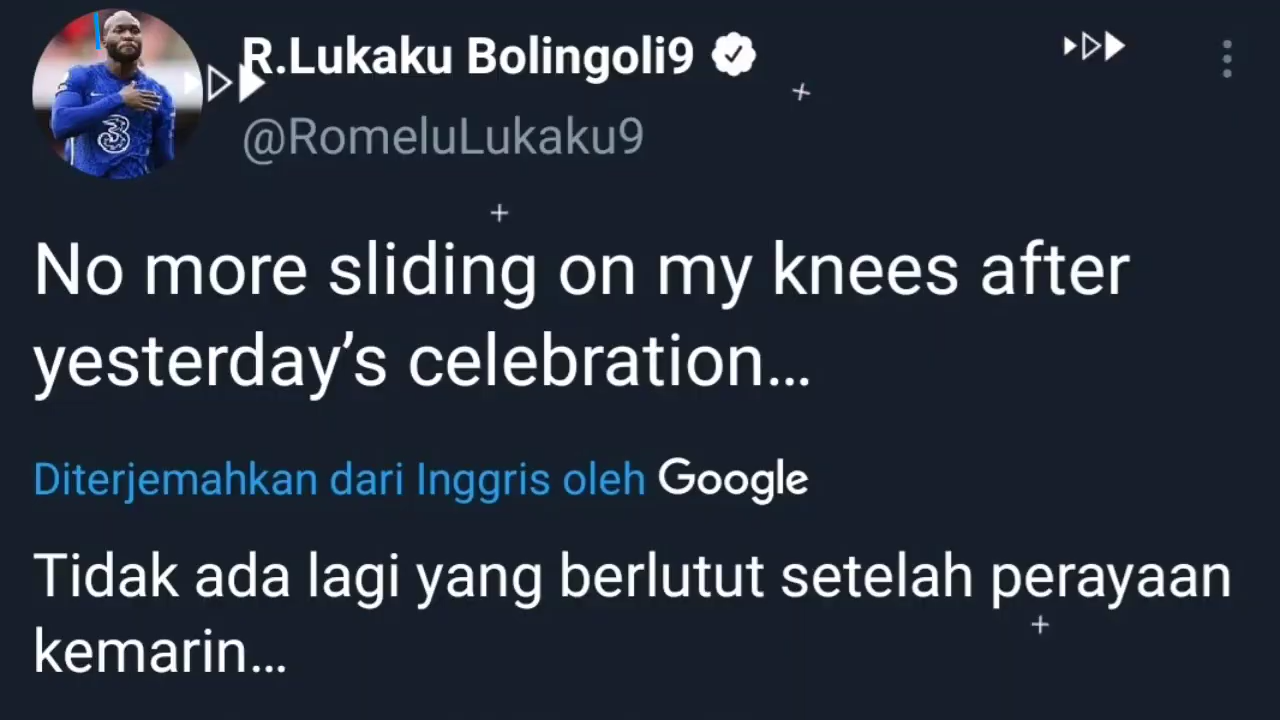 R.Lukaku Bolingoli9
@RomeluLukaku9
No more sliding on my knees after
yesterday’s celebration…
Diterjemahkan dari Inggris oleh Google
Tidak ada lagi yang berlutut setelah perayaan
kemarin…